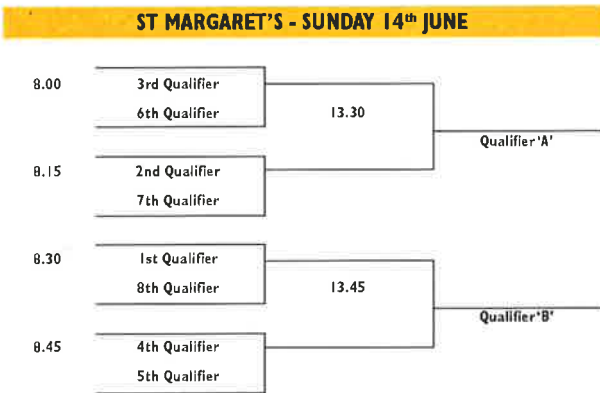 ST MARGARET'S - SUNDAY 14th JUNE
8.00
3rd Qualifier
6th Qualifier
13.30
Qualifier 'A'
8.15
2nd Qualifier
7th Qualifier
8.30
1st Qualifier
8th Qualifier
13.45
Qualifier 'B'
8.45
4th Qualifier
5th Qualifier